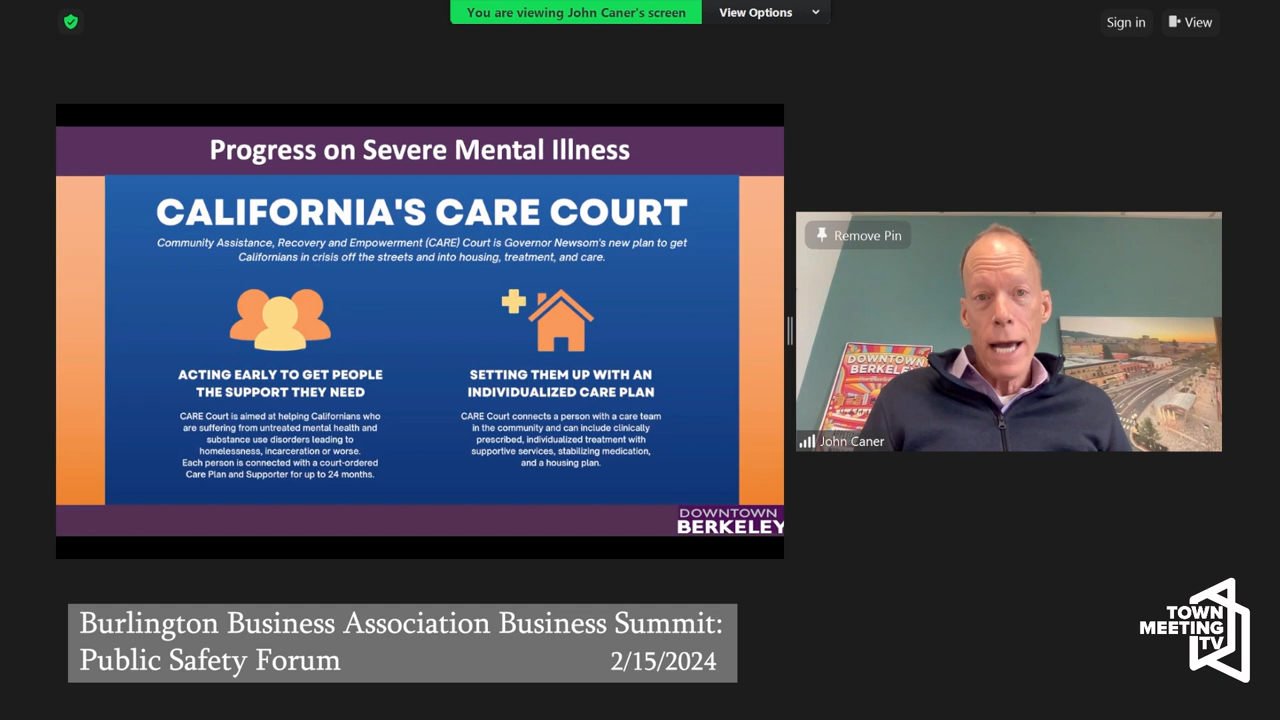 You are viewing John Caner's screen
View Options
Sign in
View
Progress on Severe Mental Illness
CALIFORNIA'S CARE COURT
Community Assistance, Recovery and Empowerment (CARE) Court is Governor Newsom's new plan to get
Californians in crisis off the streets and into housing, treatment, and care.
ACTING EARLY TO GET PEOPLE
THE SUPPORT THEY NEED
CARE Court is aimed at helping Californians who
are suffering from untreated mental health and
substance use disorders leading to
homelessness, incarceration or worse.
Each person is connected with a court-ordered
Care Plan and Supporter for up to 24 months.
SETTING THEM UP WITH AN
INDIVIDUALIZED CARE PLAN
CARE Court connects a person with a care team
in the community and can include clinically
prescribed, individualized treatment with
supportive services, stabilizing medication,
and a housing plan.
DOWNTOWN
BERKELEY
Remove Pin
DOWNTOWN
BERKELEY
John Caner
Burlington Business Association Business Summit:
Public Safety Forum
2/15/2024
TOWN
MEETING
TV